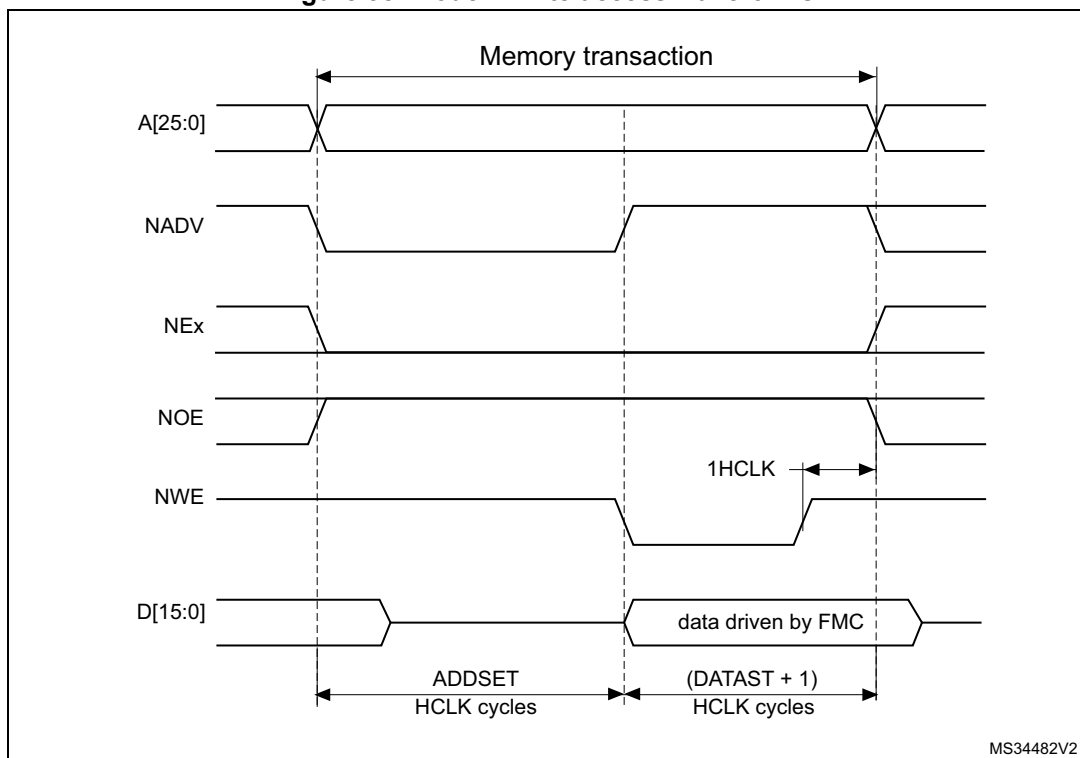 Memory transaction
A[25:0]
NADV
NEx
NOE
1HCLK
NWE
D[15:0]
data driven by FMC
ADDSET
HCLK cycles
(DATAST + 1)
HCLK cycles
MS34482V2